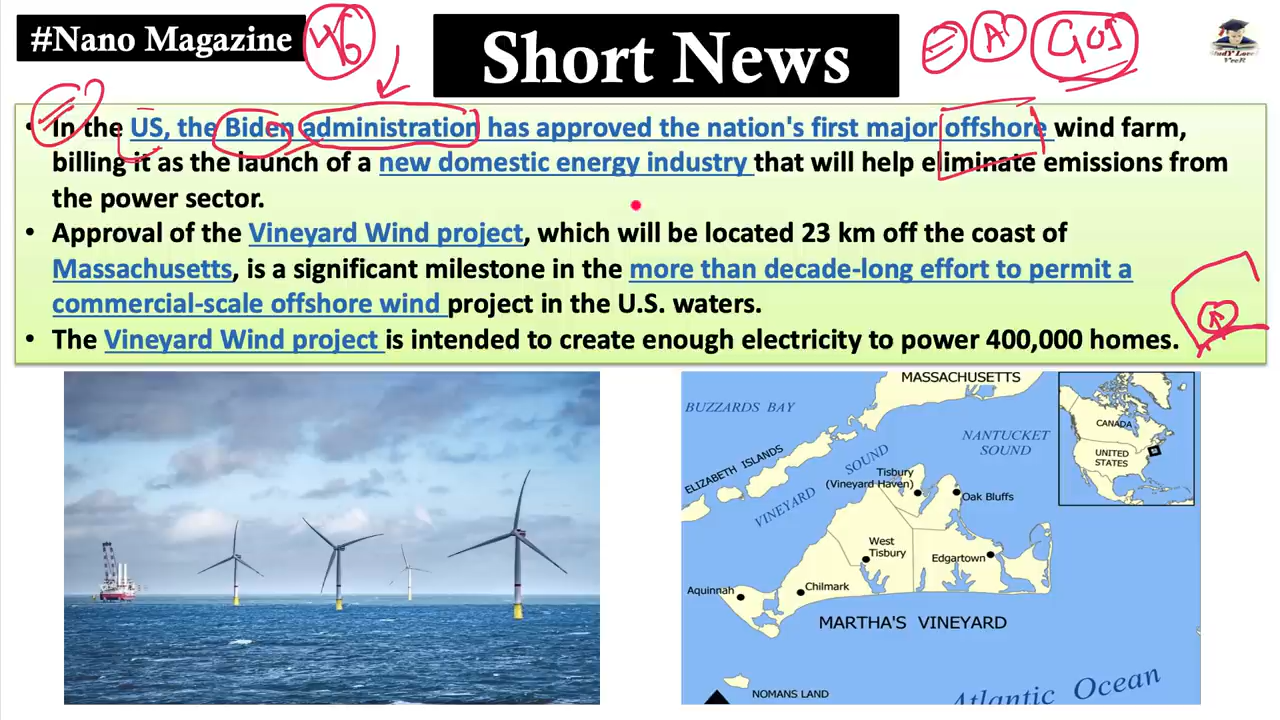 #Nano Magazine
46
Short News
StudY Lover
VeeR
• In the US, the Biden administration has approved the nation's first major offshore wind farm,
billing it as the launch of a new domestic energy industry that will help eliminate emissions from
the power sector.
• Approval of the Vineyard Wind project, which will be located 23 km off the coast of
Massachusetts, is a significant milestone in the more than decade-long effort to permit a
commercial-scale offshore wind project in the U.S. waters.
• The Vineyard Wind project is intended to create enough electricity to power 400,000 homes.
MASSACHUSETTS
BUZZARDS BAY
CANADA
NANTUCKET
SOUND
UNITED
STATES
ELIZABETH ISLANDS
VINEYARD SOUND
Tisbury
(Vineyard Haven)
Oak Bluffs
West
Tisbury
Edgartown
Aquinnah
Chilmark
MARTHA'S VINEYARD
NOMANS LAND
Atlantic Ocean